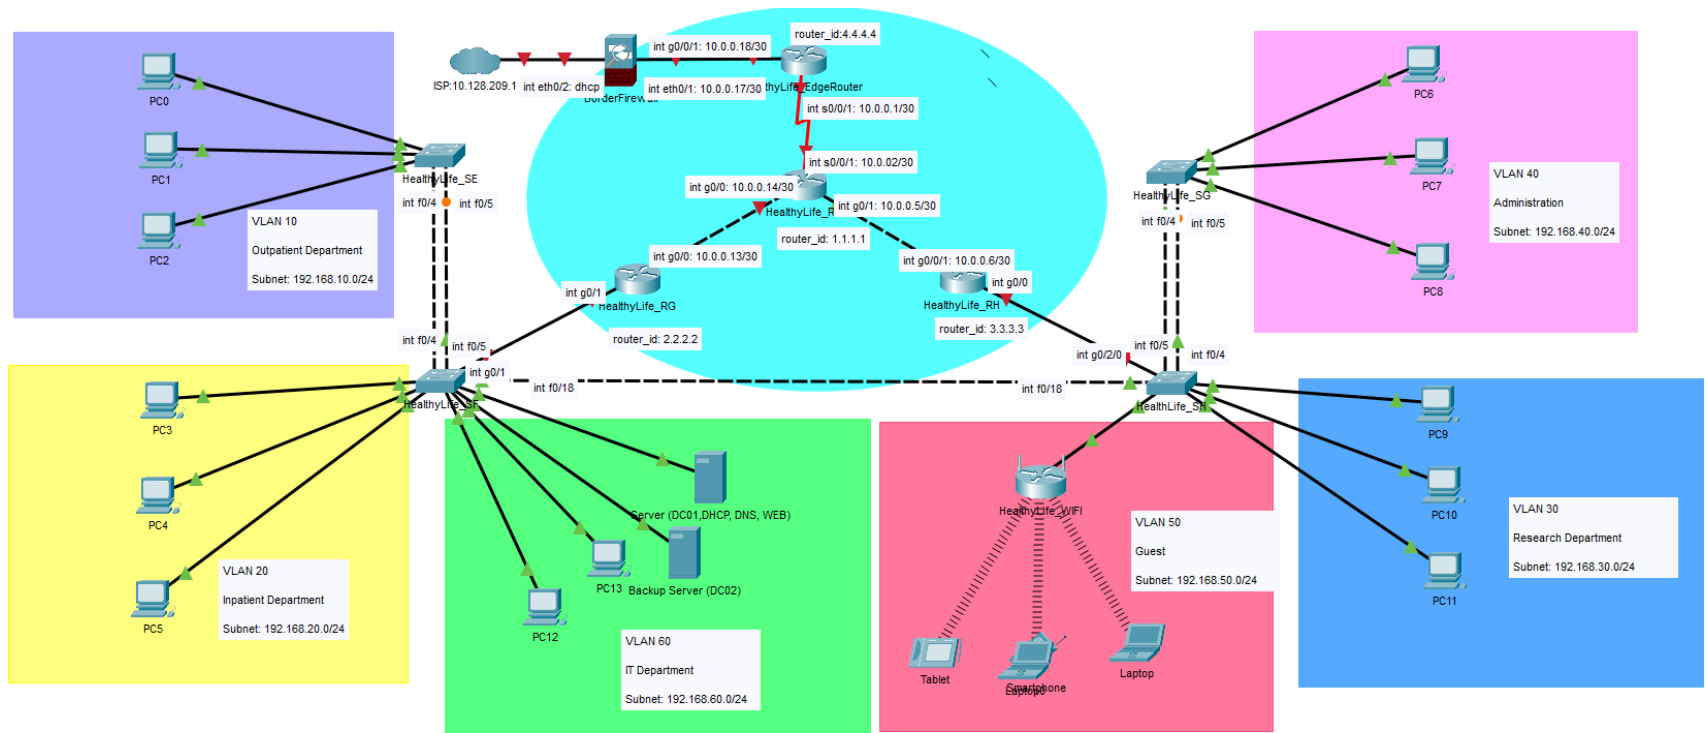 PC0
PC1
PC2
HealthyLife_SE
int f0/4
int f0/5
VLAN 10
Outpatient Department
Subnet: 192.168.10.0/24
ISP:10.128.209.1
int eth0/2: dhcp
int g0/0/1: 10.0.0.18/30
int eth0/1: 10.0.0.17/30
router_id:4.4.4.4
thyLife_EdgeRouter
int s0/0/1: 10.0.0.1/30
int s0/0/1: 10.0.02/30
int g0/0: 10.0.0.14/30
HealthyLife_R
int g0/1: 10.0.0.5/30
router_id: 1.1.1.1
int g0/0: 10.0.0.13/30
int g0/1
HealthyLife_RG
router_id: 2.2.2.2
int g0/0/1: 10.0.0.6/30
int g0/0
HealthyLife_RH
router_id: 3.3.3.3
PC6
PC7
PC8
HealthyLife_SG
int f0/4
int f0/5
VLAN 40
Administration
Subnet: 192.168.40.0/24
int f0/4
int f0/5
int g0/1
int f0/18
int f0/18
int g0/2/0
int f0/5
int f0/4
HealthLife_SH
PC3
PC4
PC5
VLAN 20
Inpatient Department
Subnet: 192.168.20.0/24
Server (DC01,DHCP, DNS, WEB)
Backup Server (DC02)
PC13
PC12
VLAN 60
IT Department
Subnet: 192.168.60.0/24
HealthyLife_WIFI
VLAN 50
Guest
Subnet: 192.168.50.0/24
Tablet
Smartphone
Laptop
PC9
PC10
PC11
VLAN 30
Research Department
Subnet: 192.168.30.0/24